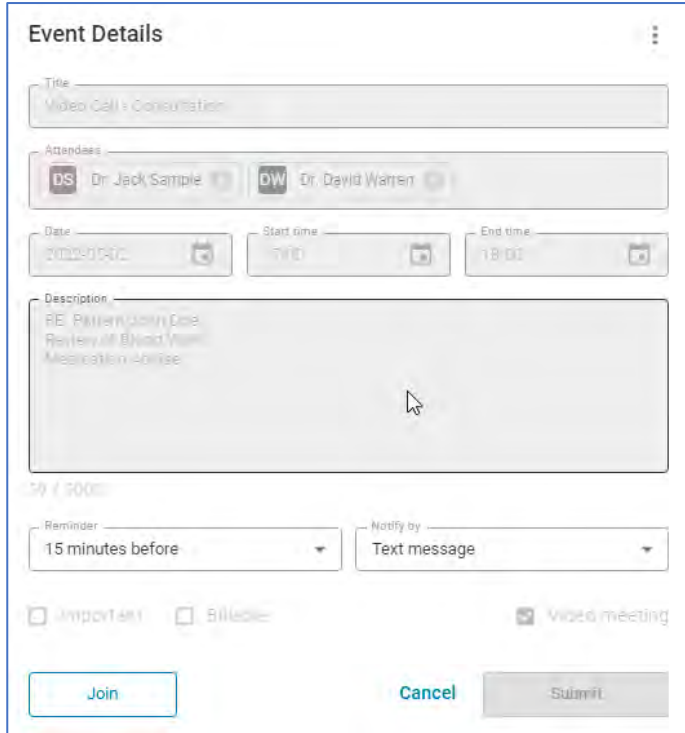 Event Details
Title
Video Call - Consultation
Attendees
DS Dr. Jack Sample DW Dr. David Warren
Date Start time End time
18:00
Description
RE: Patient John Doe
Review of Blood Work
Medication
Reminder Notify by
15 minutes before Text message
Important Billable Video meeting
Join Cancel Submit